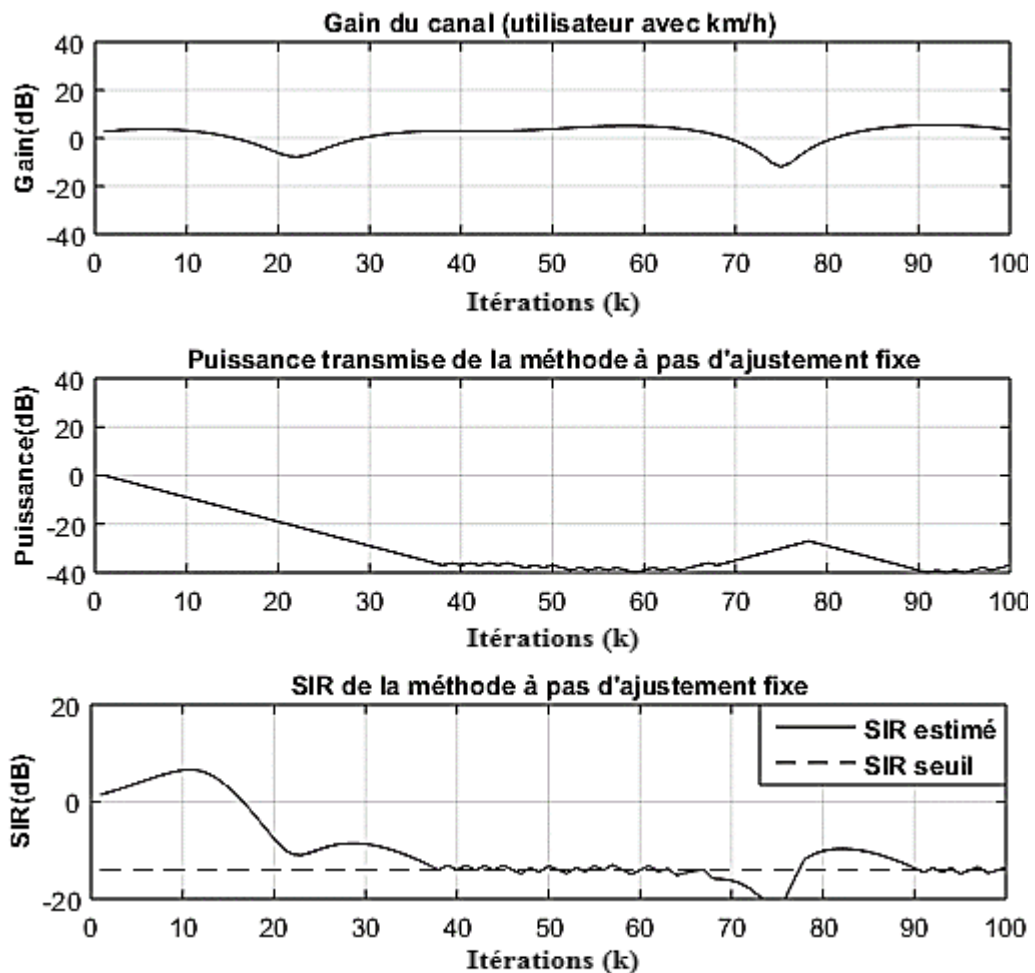 Gain du canal (utilisateur avec km/h)
40
20
0
-20
-40
Gain(dB)
0 10 20 30 40 50 60 70 80 90 100
Itérations (k)
Puissance transmise de la méthode à pas d'ajustement fixe
40
20
0
-20
-40
Puissance(dB)
0 10 20 30 40 50 60 70 80 90 100
Itérations (k)
SIR de la méthode à pas d'ajustement fixe
20
0
-20
SIR(dB)
SIR estimé
SIR seuil
0 10 20 30 40 50 60 70 80 90 100
Itérations (k)